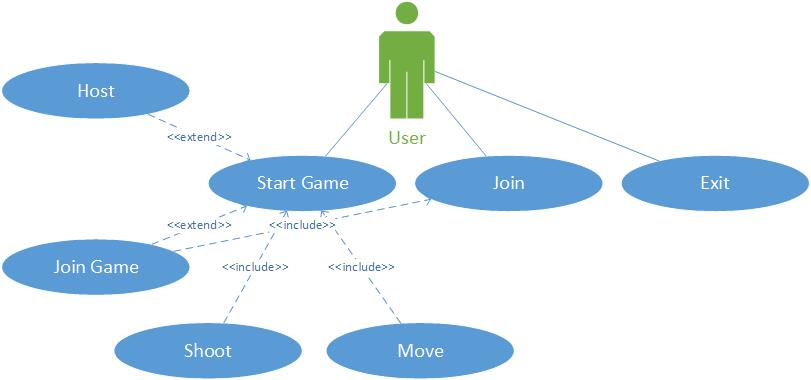 Host
User
<<extend>>
Start Game
Join
Exit
<<extend>>
<<include>>
Join Game
<<include>>
<<include>>
Shoot
Move